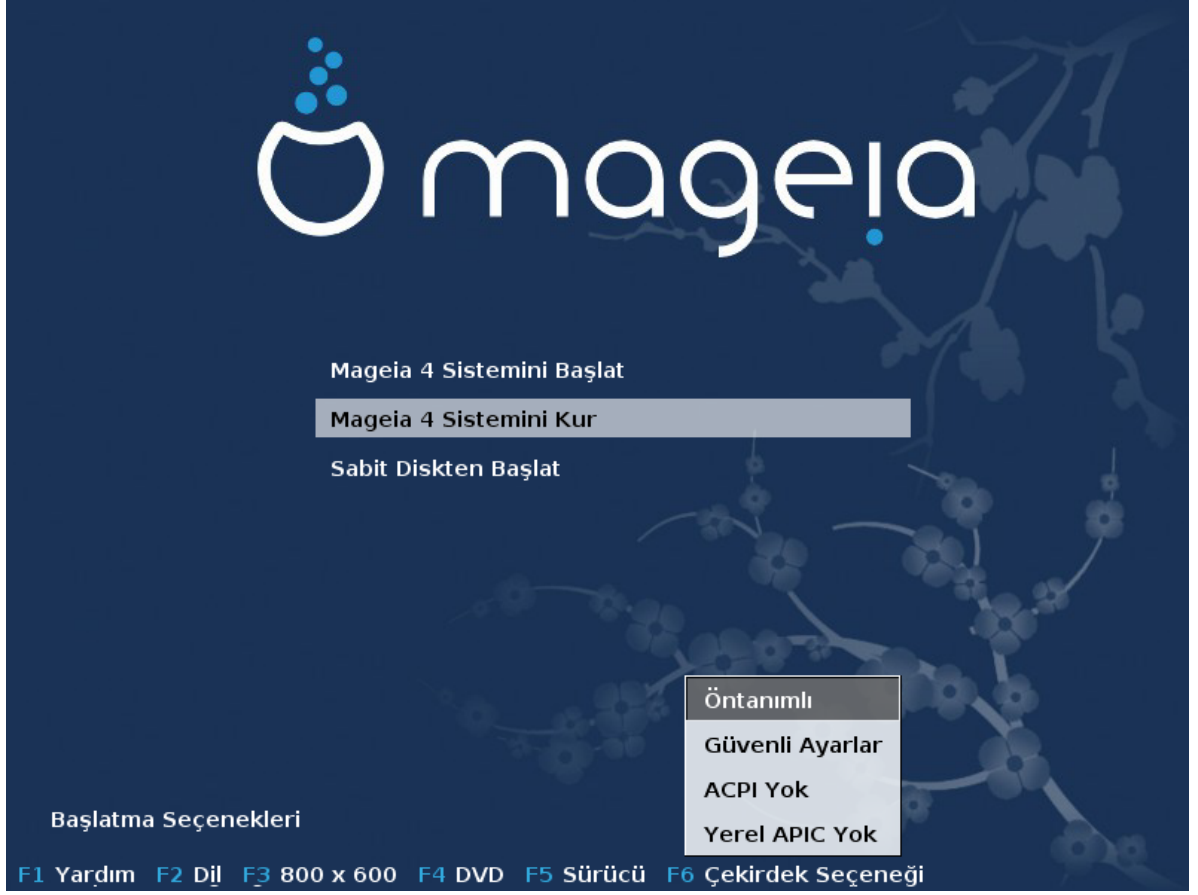 mageia
Mageia 4 Sistemini Başlat
Mageia 4 Sistemini Kur
Sabit Diskten Başlat
Öntanımlı
Güvenli Ayarlar
ACPI Yok
Yerel APIC Yok
Başlatma Seçenekleri
F1 Yardım F2 Dil F3 800 x 600 F4 DVD F5 Sürücü F6 Çekirdek Seçeneği